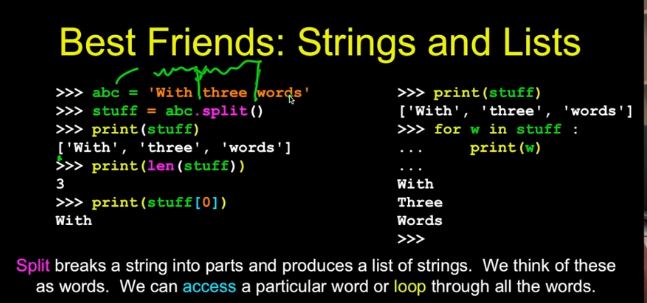 Best Friends: Strings and Lists
>>> abc = 'With three words'
>>> stuff = abc.split()
>>> print(stuff)
['With', 'three', 'words']
>>> print(len(stuff))
3
>>> print(stuff[0])
With
>>> print(stuff)
['With', 'three', 'words']
>>> for w in stuff :
...     print(w)
...
With
Three
Words
>>>
Split breaks a string into parts and produces a list of strings.  We think of these
as words.  We can access a particular word or loop through all the words.